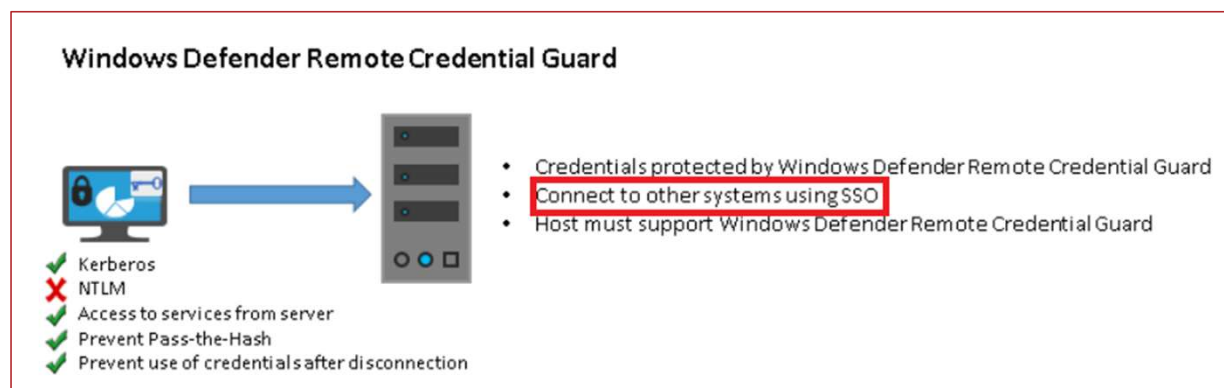 Windows Defender Remote Credential Guard
• Credentials protected by Windows Defender Remote Credential Guard
• Connect to other systems using SSO
• Host must support Windows Defender Remote Credential Guard
Kerberos
NTLM
Access to services from server
Prevent Pass-the-Hash
Prevent use of credentials after disconnection